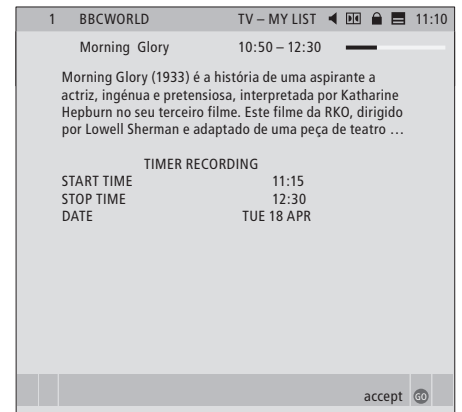 1 BBCWORLD TV – MY LIST 11:10
Morning Glory 10:50 – 12:30
Morning Glory (1933) é a história de uma aspirante a
actriz, ingénua e pretensiosa, interpretada por Katharine
Hepburn no seu terceiro filme. Este filme da RKO, dirigido
por Lowell Sherman e adaptado de uma peça de teatro …
TIMER RECORDING
START TIME 11:15
STOP TIME 12:30
DATE TUE 18 APR
accept GO